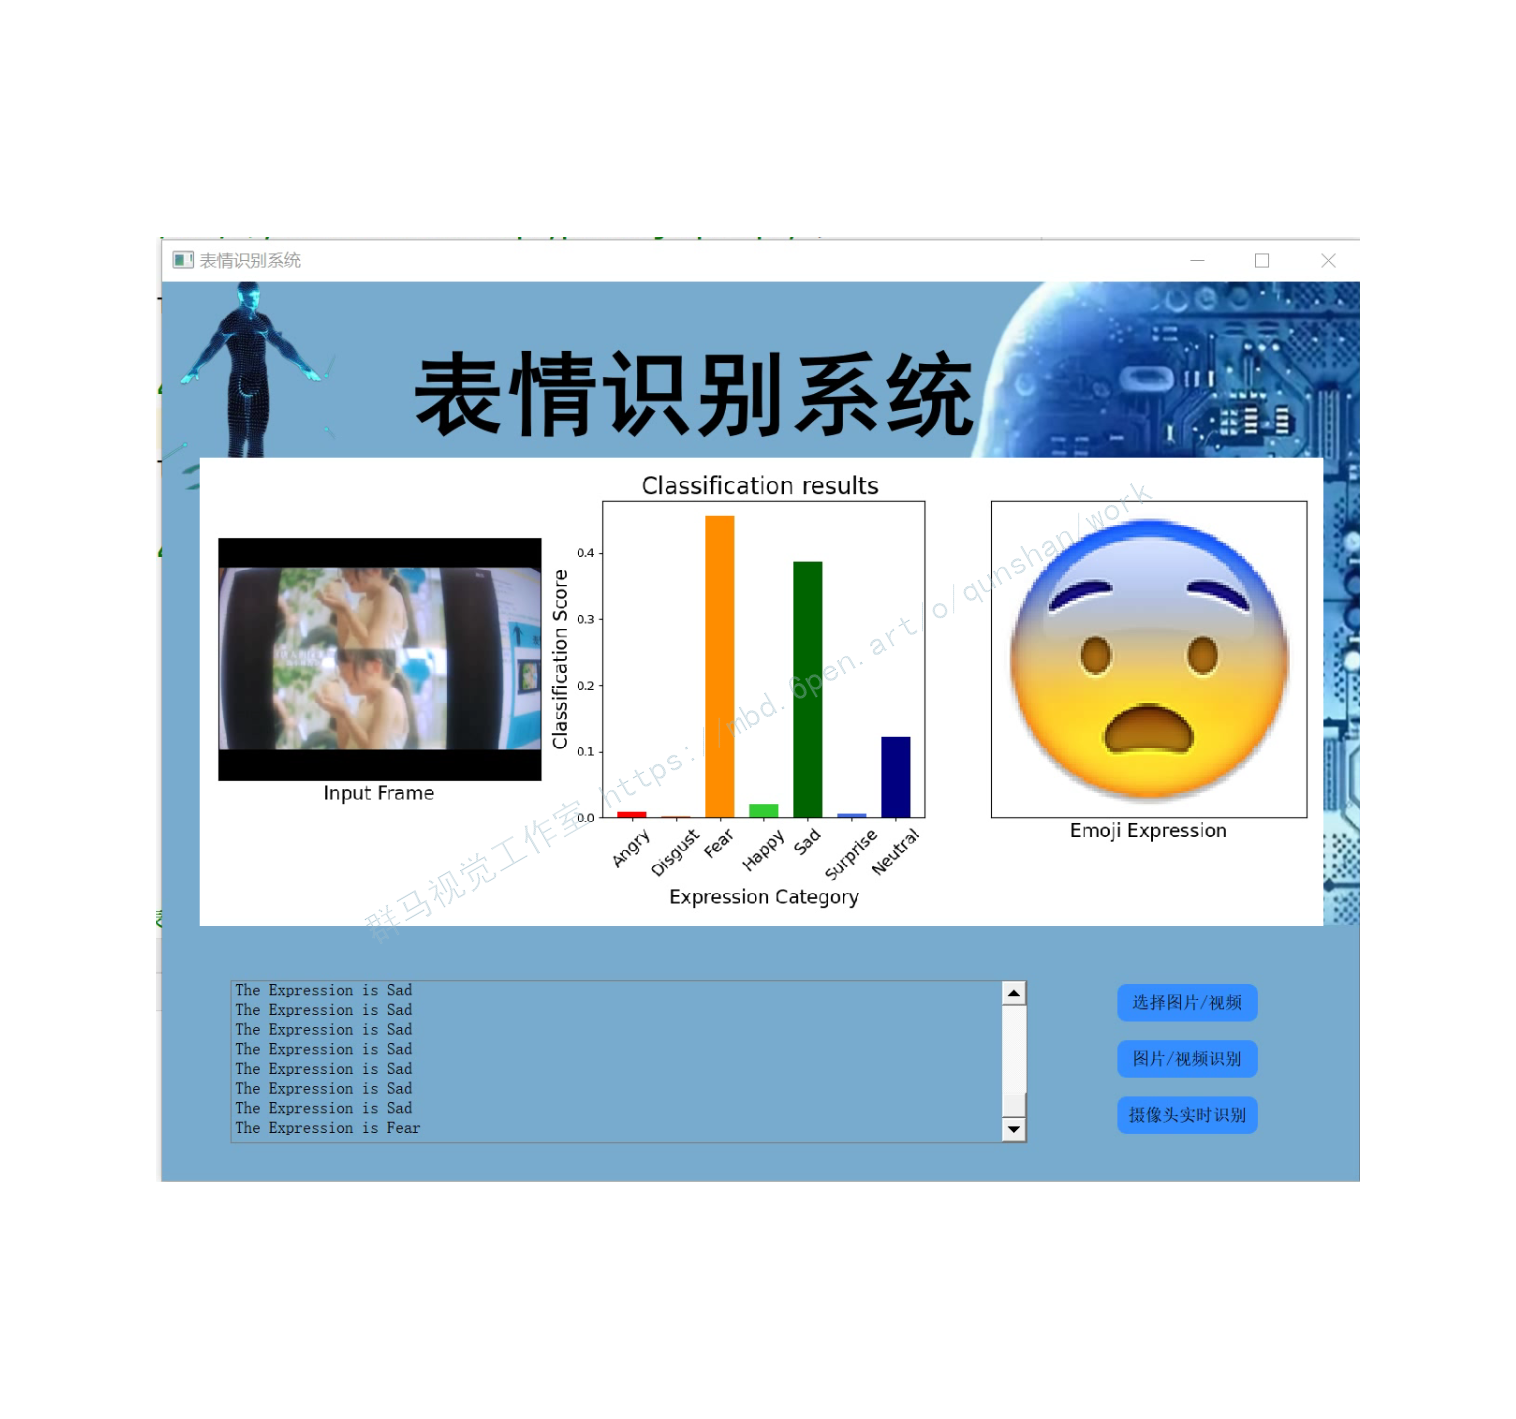 表情识别系统
表情识别系统
Classification results
Classification Score
0.4
0.3
0.2
0.1
0.0
Angry
Disgust
Fear
Happy
Sad
Surprise
Neutral
Expression Category
Input Frame
Emoji Expression
群马视觉工作室 https://mbd.6pen.art/o/qunshan/work
The Expression is Sad
The Expression is Sad
The Expression is Sad
The Expression is Sad
The Expression is Sad
The Expression is Sad
The Expression is Sad
The Expression is Fear
选择图片/视频
图片/视频识别
摄像头实时识别